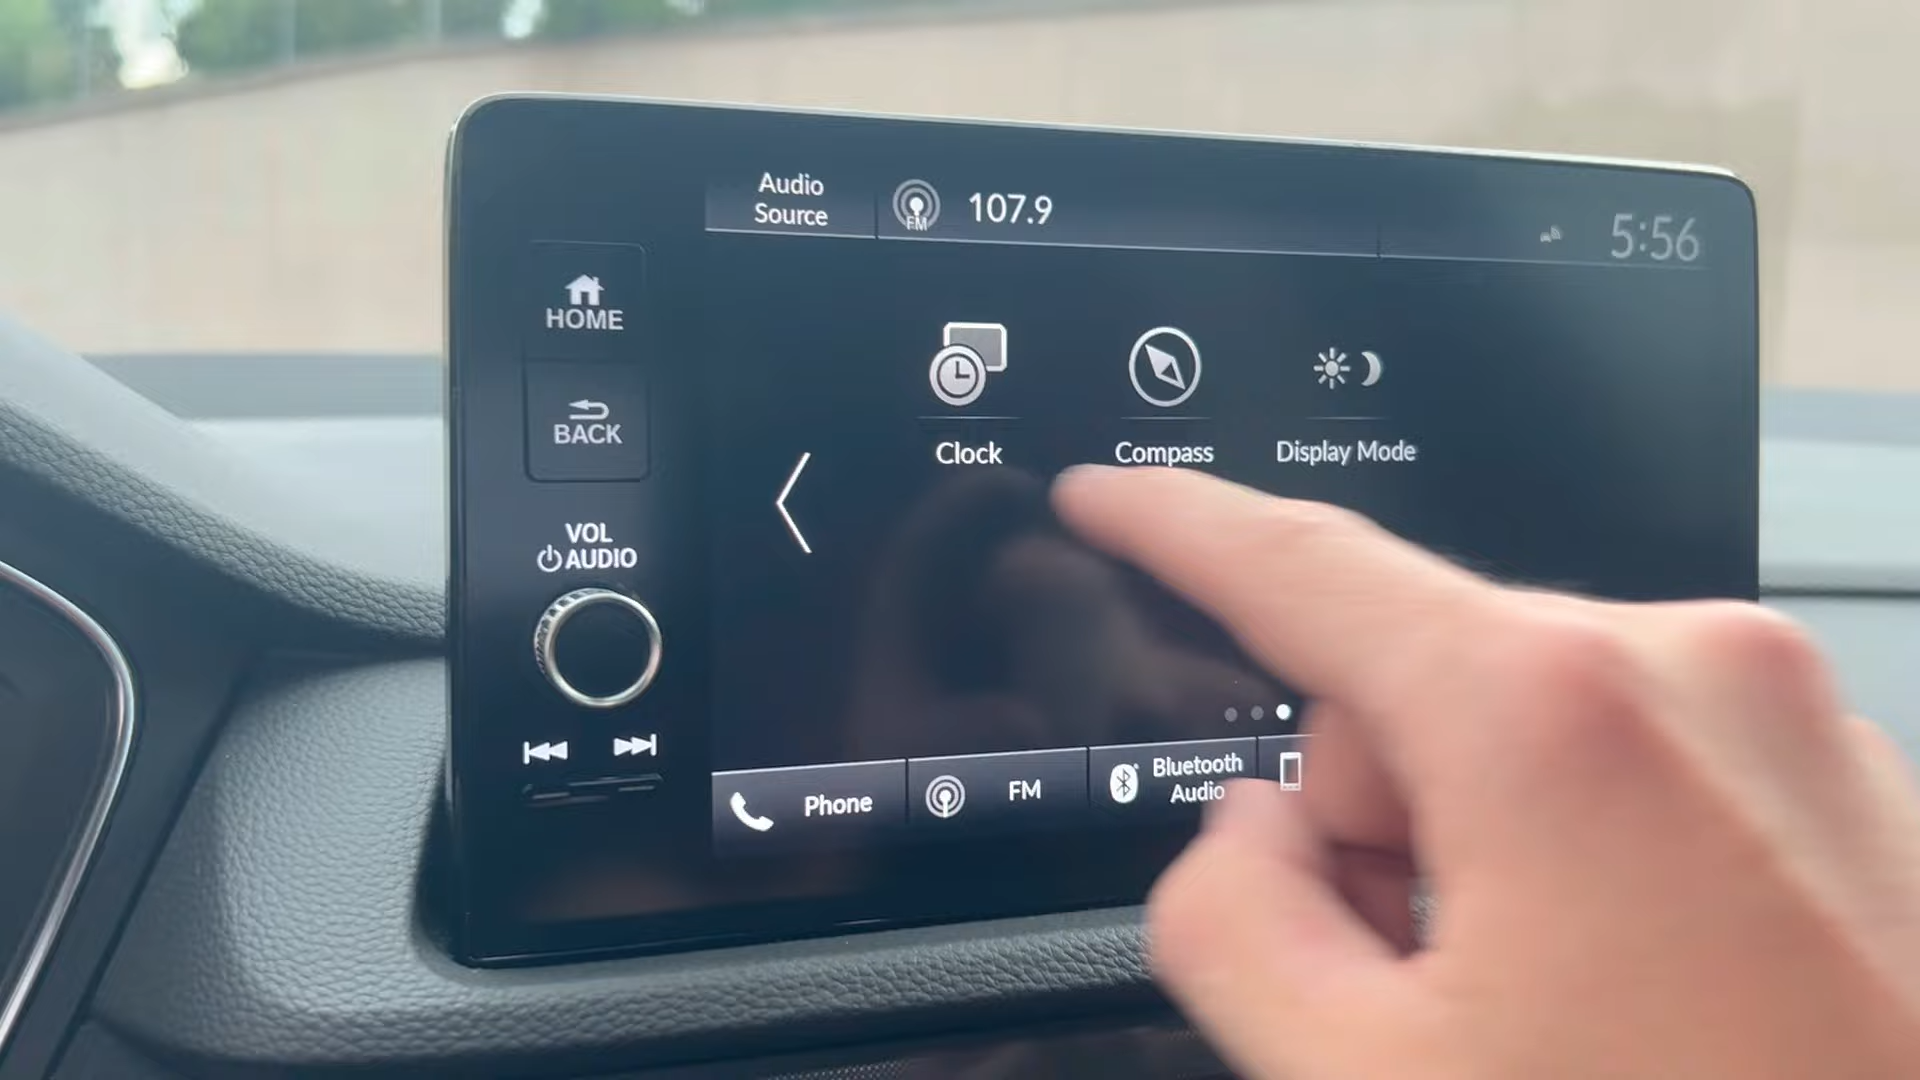 Audio
Source
FM
107.9
5:56
HOME
BACK
VOL
AUDIO
Clock
Compass
Display Mode
Phone
FM
Bluetooth
Audio